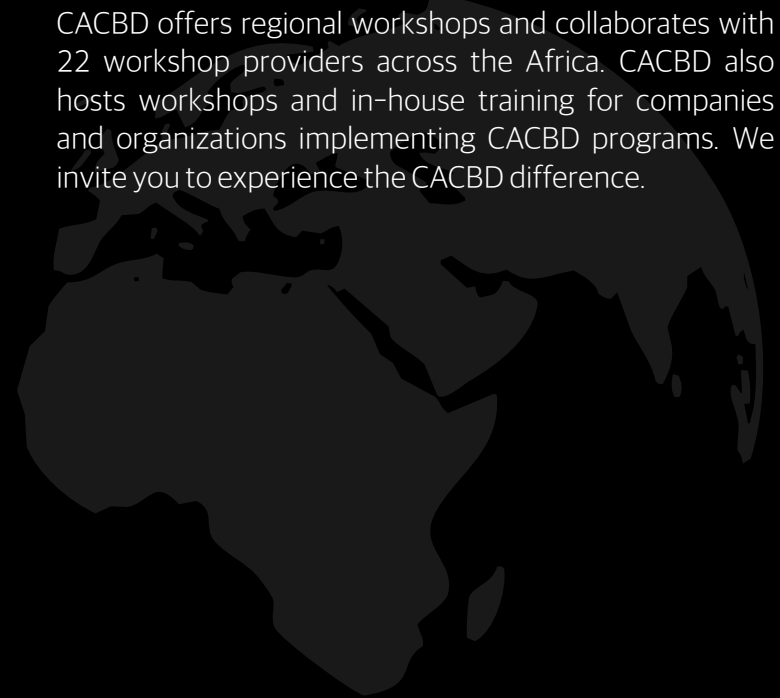 CACBD offers regional workshops and collaborates with
22 workshop providers across the Africa. CACBD also
hosts workshops and in-house training for companies
and organizations implementing CACBD programs. We
invite you to experience the CACBD difference.